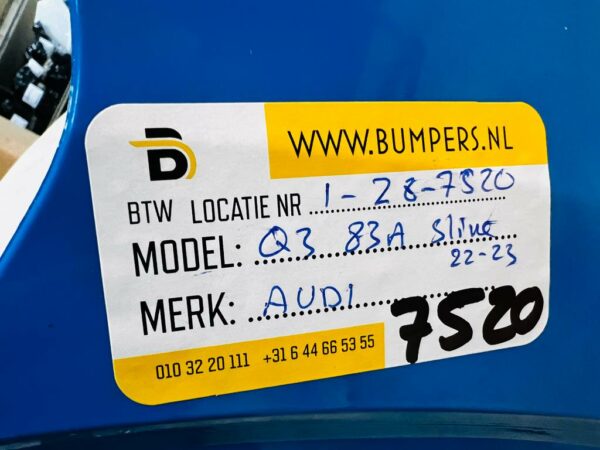 WWW.BUMPERS.NL
B
BTW LOCATIE NR 1-28-7520
MODEL: Q3 83A Sline
22-23
MERK: AUDI
7520
010 32 20 111 +31 6 44 66 53 55